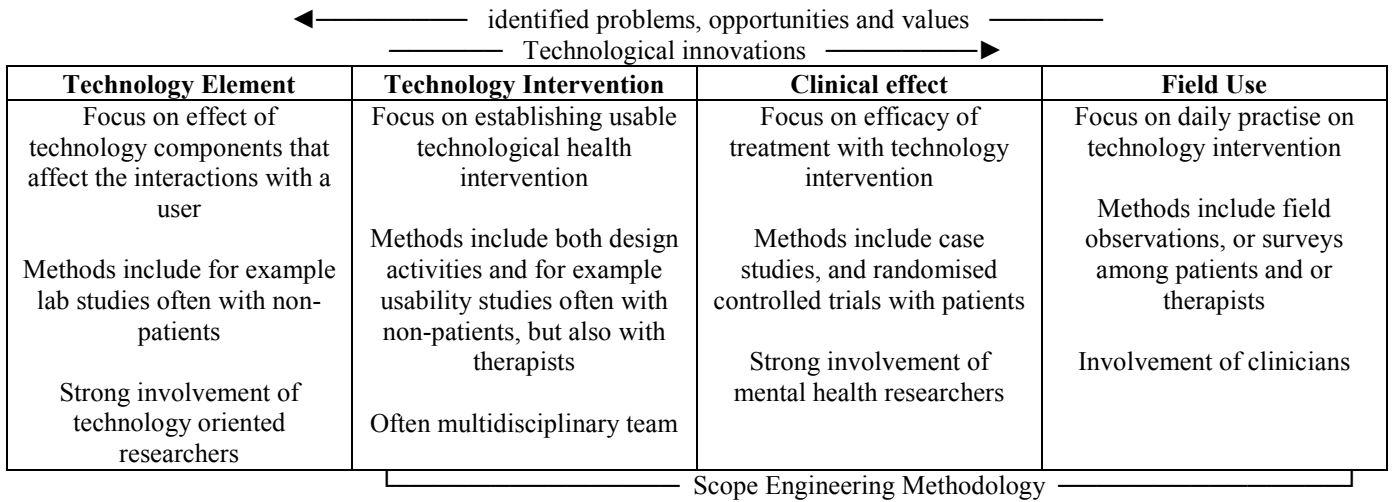 identified problems, opportunities and values
Technological innovations
Technology Element
Focus on effect of
technology components that
affect the interactions with a
user
Methods include for example
lab studies often with non-
patients
Strong involvement of
technology oriented
researchers
Technology Intervention
Focus on establishing usable
technological health
intervention
Methods include both design
activities and for example
usability studies often with
non-patients, but also with
therapists
Often multidisciplinary team
Clinical effect
Focus on efficacy of
treatment with technology
intervention
Methods include case
studies, and randomised
controlled trials with patients
Strong involvement of
mental health researchers
Field Use
Focus on daily practise on
technology intervention
Methods include field
observations, or surveys
among patients and or
therapists
Involvement of clinicians
Scope Engineering Methodology